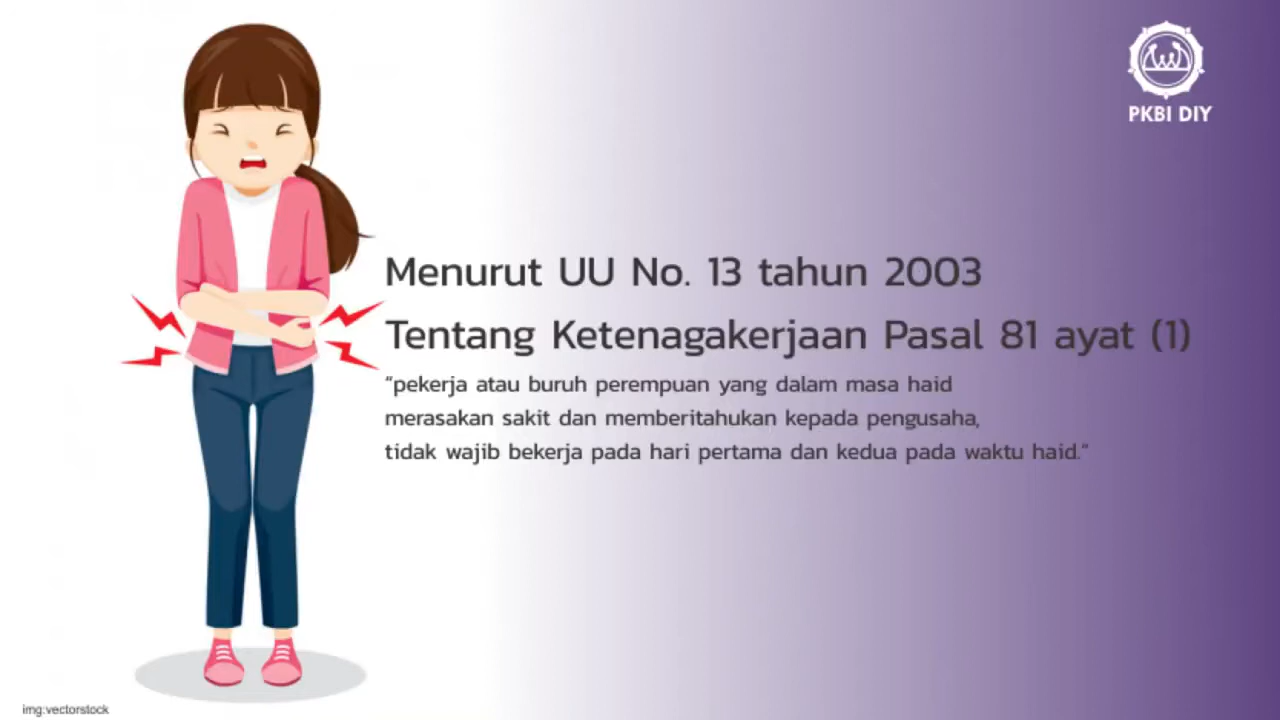 PKBI DIY
Menurut UU No. 13 tahun 2003
Tentang Ketenagakerjaan Pasal 81 ayat (1)
“pekerja atau buruh perempuan yang dalam masa haid
merasakan sakit dan memberitahukan kepada pengusaha,
tidak wajib bekerja pada hari pertama dan kedua pada waktu haid.”
img:vectorstock